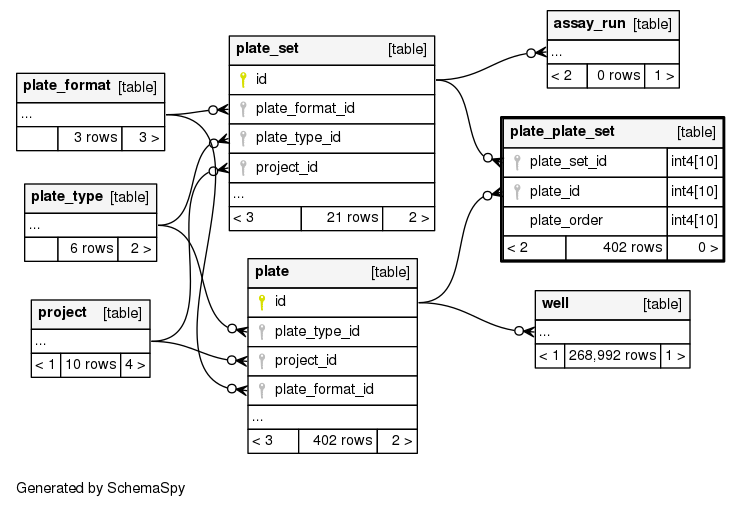 plate_format [table]
...
3 rows 3 >
plate_type [table]
...
6 rows 2 >
project [table]
...
< 1 10 rows 4 >
plate_set [table]
id
plate_format_id
plate_type_id
project_id
...
< 3 21 rows 2 >
plate [table]
id
plate_type_id
project_id
plate_format_id
...
< 3 402 rows 2 >
assay_run [table]
...
< 2 0 rows 1 >
plate_plate_set [table]
plate_set_id int4[10]
plate_id int4[10]
plate_order int4[10]
< 2 402 rows 0 >
well [table]
...
< 1 268,992 rows 1 >
Generated by SchemaSpy